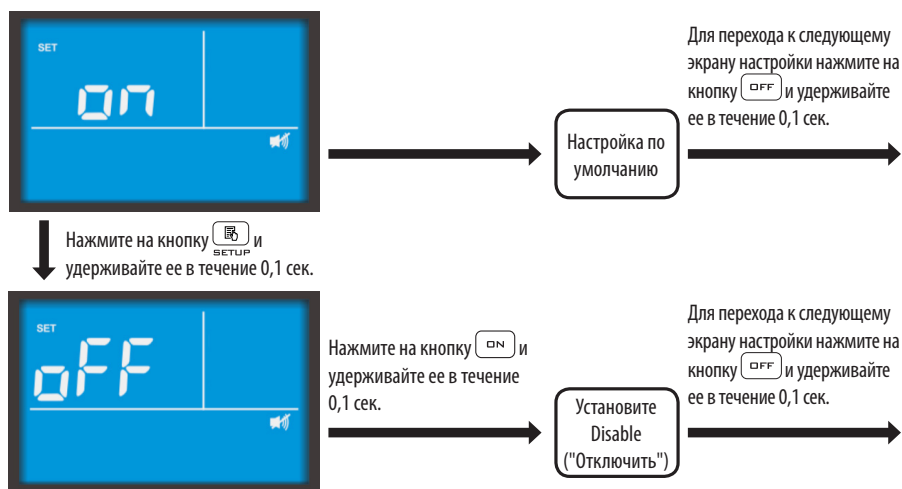 SET
on
Настройка по
умолчанию
Для перехода к следующему
экрану настройки нажмите на
кнопку OFF и удерживайте
ее в течение 0,1 сек.
Нажмите на кнопку SETUP и
удерживайте ее в течение 0,1 сек.
SET
oFF
Нажмите на кнопку ON и
удерживайте ее в течение
0,1 сек.
Установите
Disable
("Отключить")
Для перехода к следующему
экрану настройки нажмите на
кнопку OFF и удерживайте
ее в течение 0,1 сек.